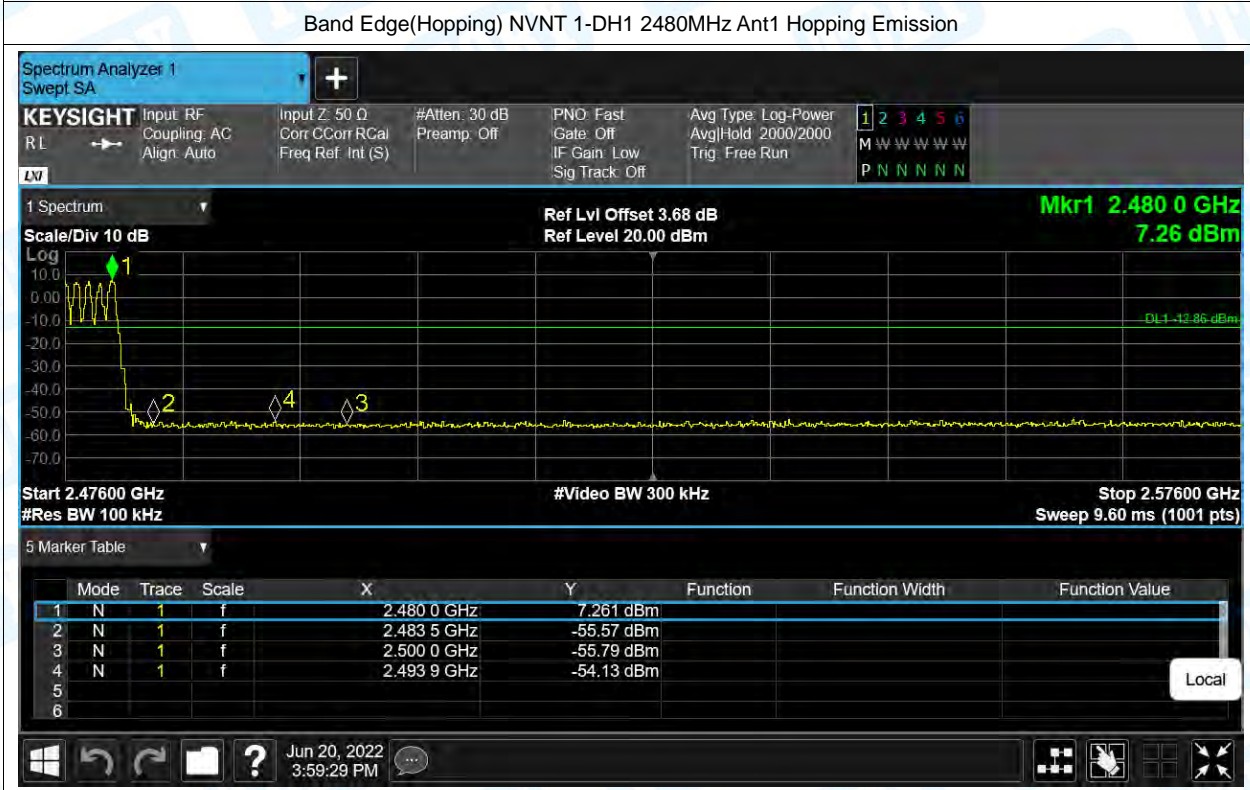 Band Edge(Hopping) NVNT 1-DH1 2480MHz Ant1 Hopping Emission
Spectrum Analyzer 1
Swept SA
+
KEYSIGHT Input: RF Input Z: 50 Ω #Atten: 30 dB PNO: Fast Avg Type: Log-Power 1 2 3 4 5 6
RL Coupling: AC Corr CCorr RCal Preamp: Off Gate: Off Avg|Hold: 2000/2000 M W W W W W
Align: Auto Freq Ref: Int (S) IF Gain: Low Trig: Free Run
LXI Sig Track: Off P N N N N N
1 Spectrum Ref Lvl Offset 3.68 dB Mkr1 2.480 0 GHz
Scale/Div 10 dB Ref Level 20.00 dBm 7.26 dBm
Log
1
10.0
0.00
-10.0
DL1 -12.86 dBm
-20.0
-30.0
-40.0
2 4 3
-50.0
-60.0
-70.0
Start 2.47600 GHz #Video BW 300 kHz Stop 2.57600 GHz
#Res BW 100 kHz Sweep 9.60 ms (1001 pts)
5 Marker Table
Mode Trace Scale X Y Function Function Width Function Value
1 N 1 f 2.480 0 GHz 7.261 dBm
2 N 1 f 2.483 5 GHz -55.57 dBm
3 N 1 f 2.500 0 GHz -55.79 dBm
4 N 1 f 2.493 9 GHz -54.13 dBm
5
6
Local
? Jun 20, 2022
3:59:29 PM